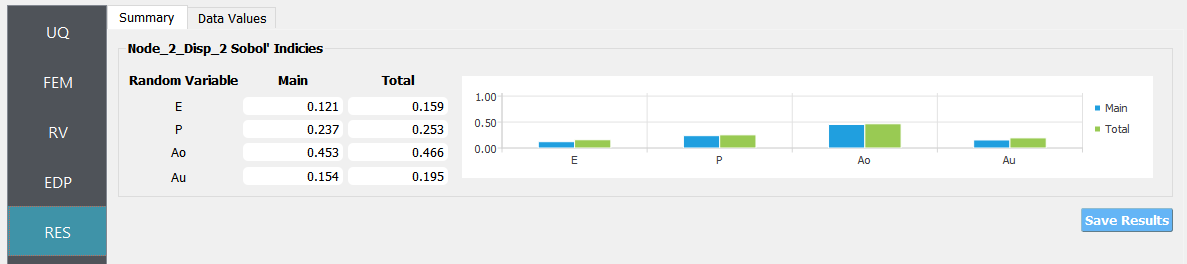 UQ
FEM
RV
EDP
RES
Summary Data Values
Node_2_Disp_2 Sobol' Indicies
Random Variable Main Total
E 0.121 0.159
P 0.237 0.253
Ao 0.453 0.466
Au 0.154 0.195
1.00
0.50
0.00
E P Ao Au
Main
Total
Save Results